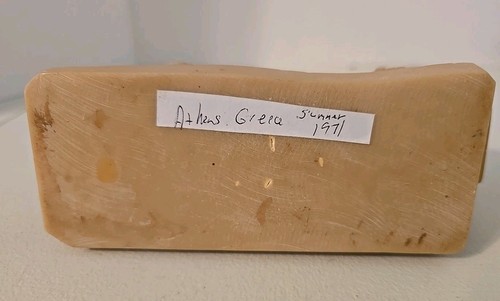 Athens, Greece Summer
1971